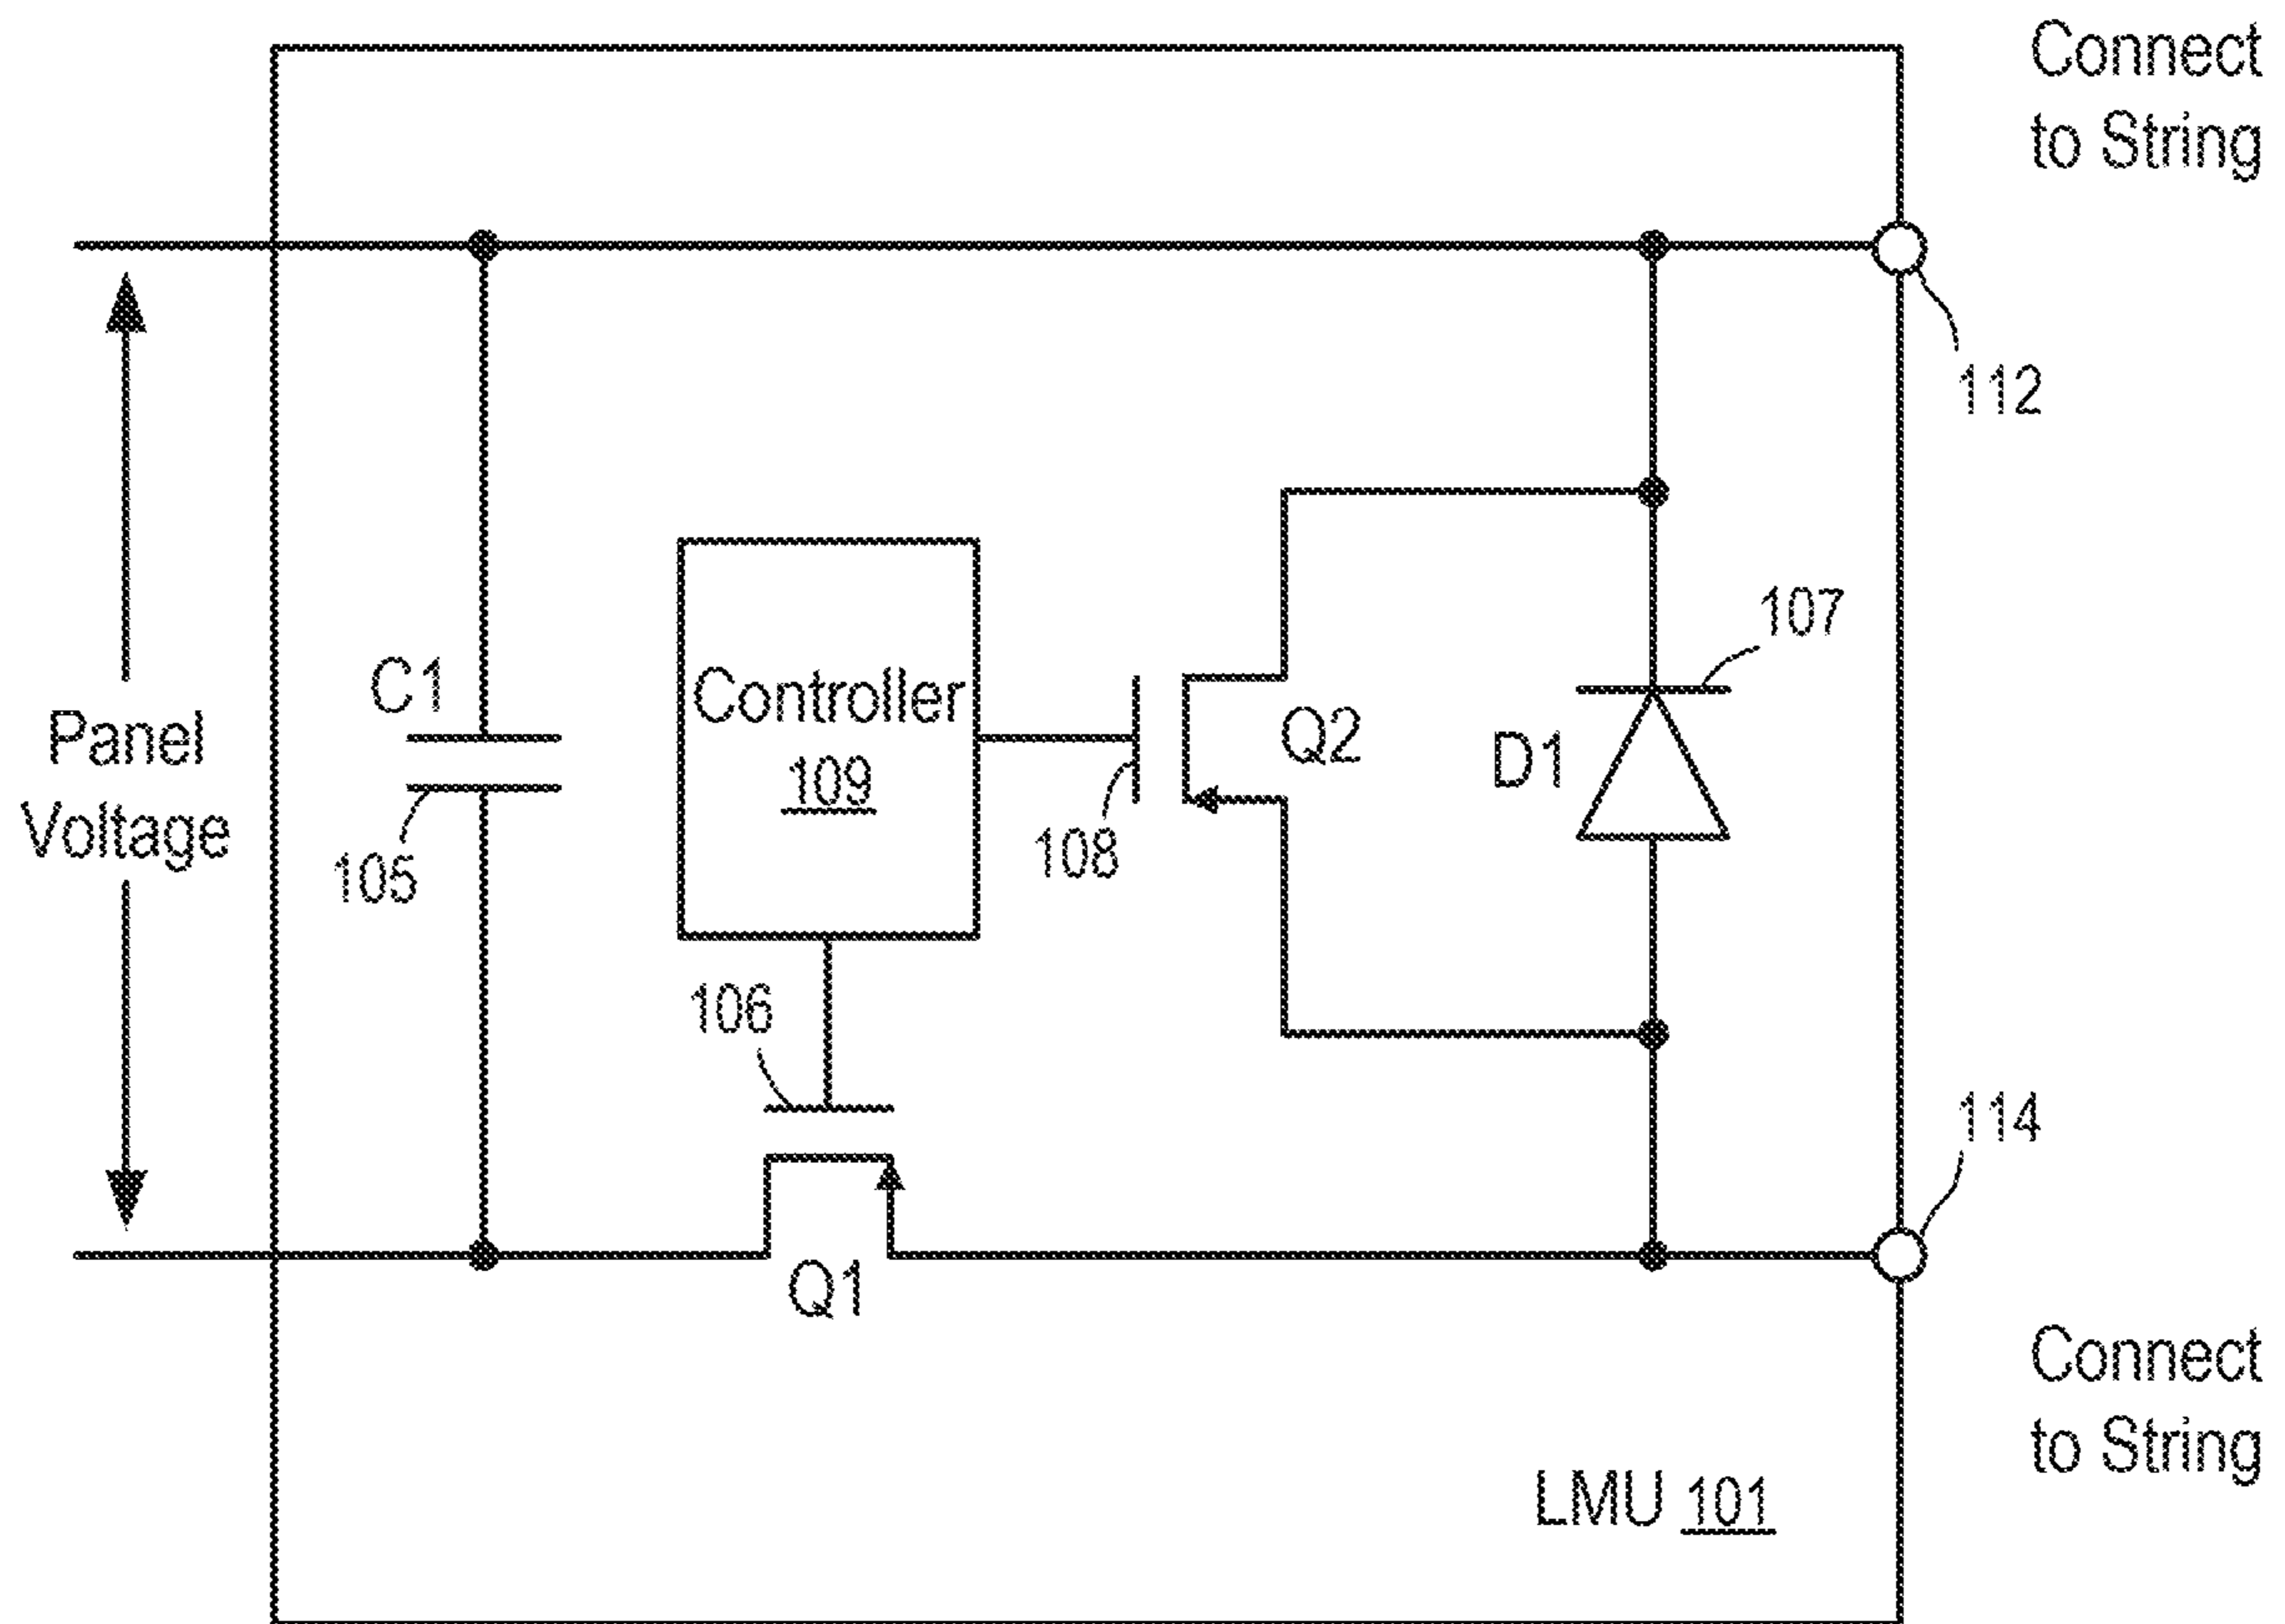 Connect
to String
112
107
C1
Controller
109
Q2
D1
Panel
Voltage
105
108
106
114
Q1
Connect
to String
LMU 101